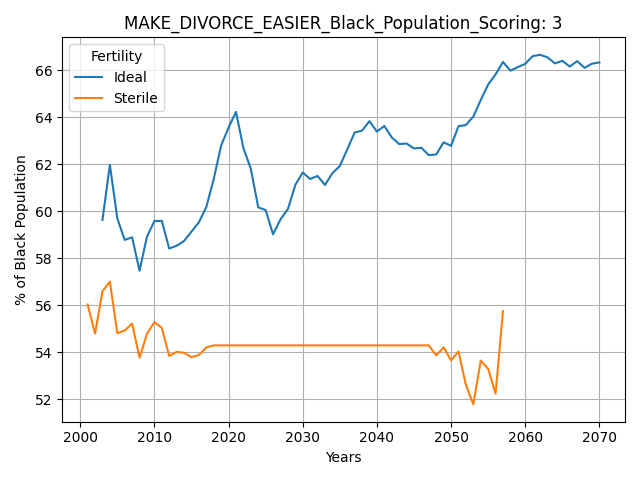 MAKE_DIVORCE_EASIER_Black_Population_Scoring: 3
Fertility
Ideal
Sterile
% of Black Population
66
64
62
60
58
56
54
52
2000 2010 2020 2030 2040 2050 2060 2070
Years